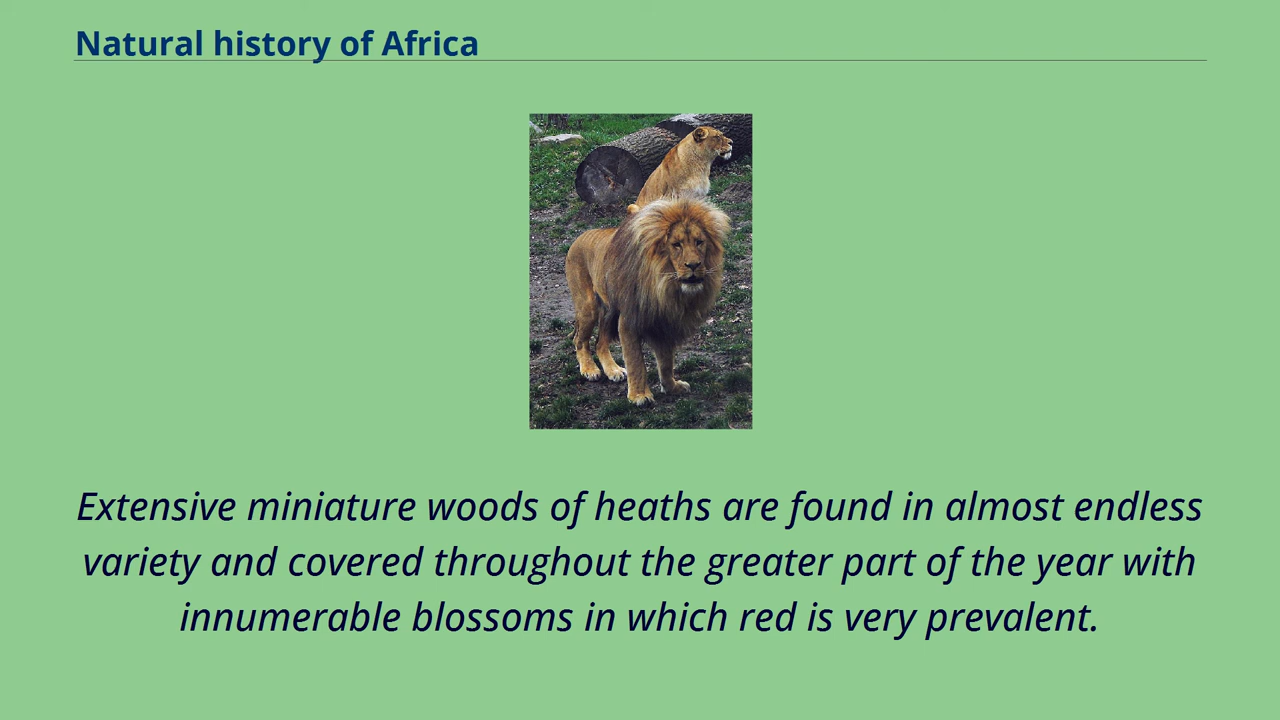 Natural history of Africa
Extensive miniature woods of heaths are found in almost endless
variety and covered throughout the greater part of the year with
innumerable blossoms in which red is very prevalent.